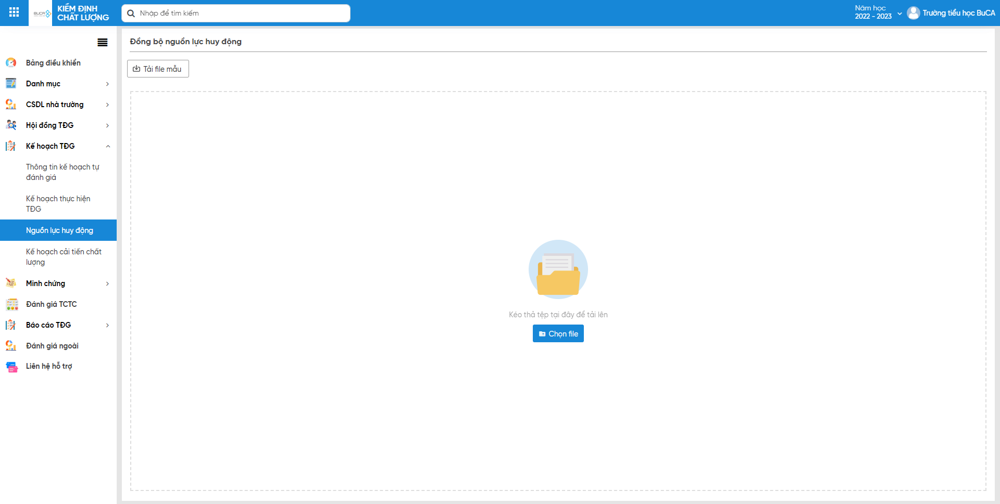 BUCA
KIỂM ĐỊNH
CHẤT LƯỢNG
Nhập để tìm kiếm
Năm học
2022 - 2023
Trường tiểu học BuCA
Bảng điều khiển
Danh mục
CSDL nhà trường
Hội đồng TĐG
Kế hoạch TĐG
Thông tin kế hoạch tự
đánh giá
Kế hoạch thực hiện
TĐG
Nguồn lực huy động
Kế hoạch cải tiến chất
lượng
Minh chứng
Đánh giá TCTC
Báo cáo TĐG
Đánh giá ngoài
Liên hệ hỗ trợ
Đồng bộ nguồn lực huy động
Tải file mẫu
Kéo thả tệp tại đây để tải lên
Chọn file